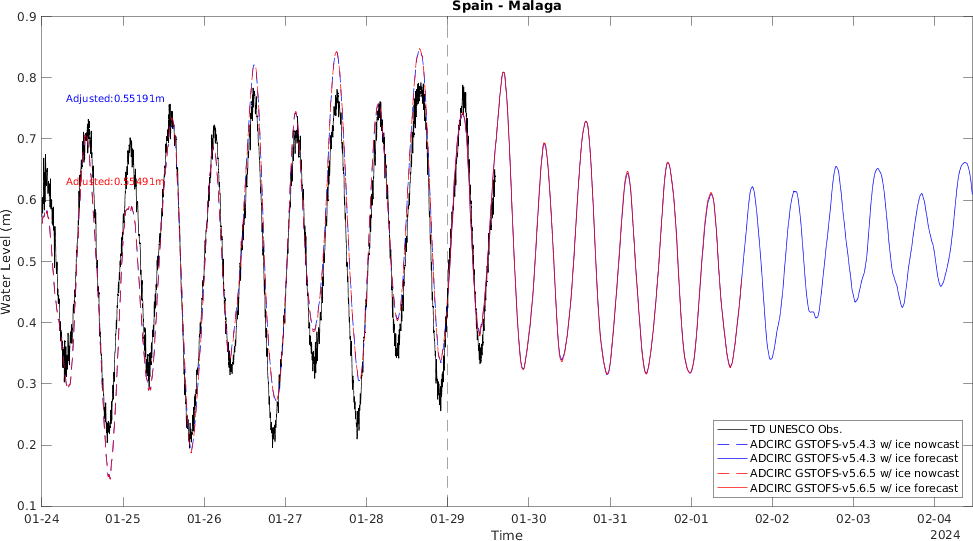 Spain - Malaga
0.9
0.8
0.7
0.6
0.5
0.4
0.3
0.2
0.1
Water Level (m)
Adjusted:0.55191m
Adjusted:0.55491m
TD UNESCO Obs.
ADCIRC GSTOFS-v5.4.3 w/ ice nowcast
ADCIRC GSTOFS-v5.4.3 w/ ice forecast
ADCIRC GSTOFS-v5.6.5 w/ ice nowcast
ADCIRC GSTOFS-v5.6.5 w/ ice forecast
01-24 01-25 01-26 01-27 01-28 01-29 01-30 01-31 02-01 02-02 02-03 02-04
Time
2024